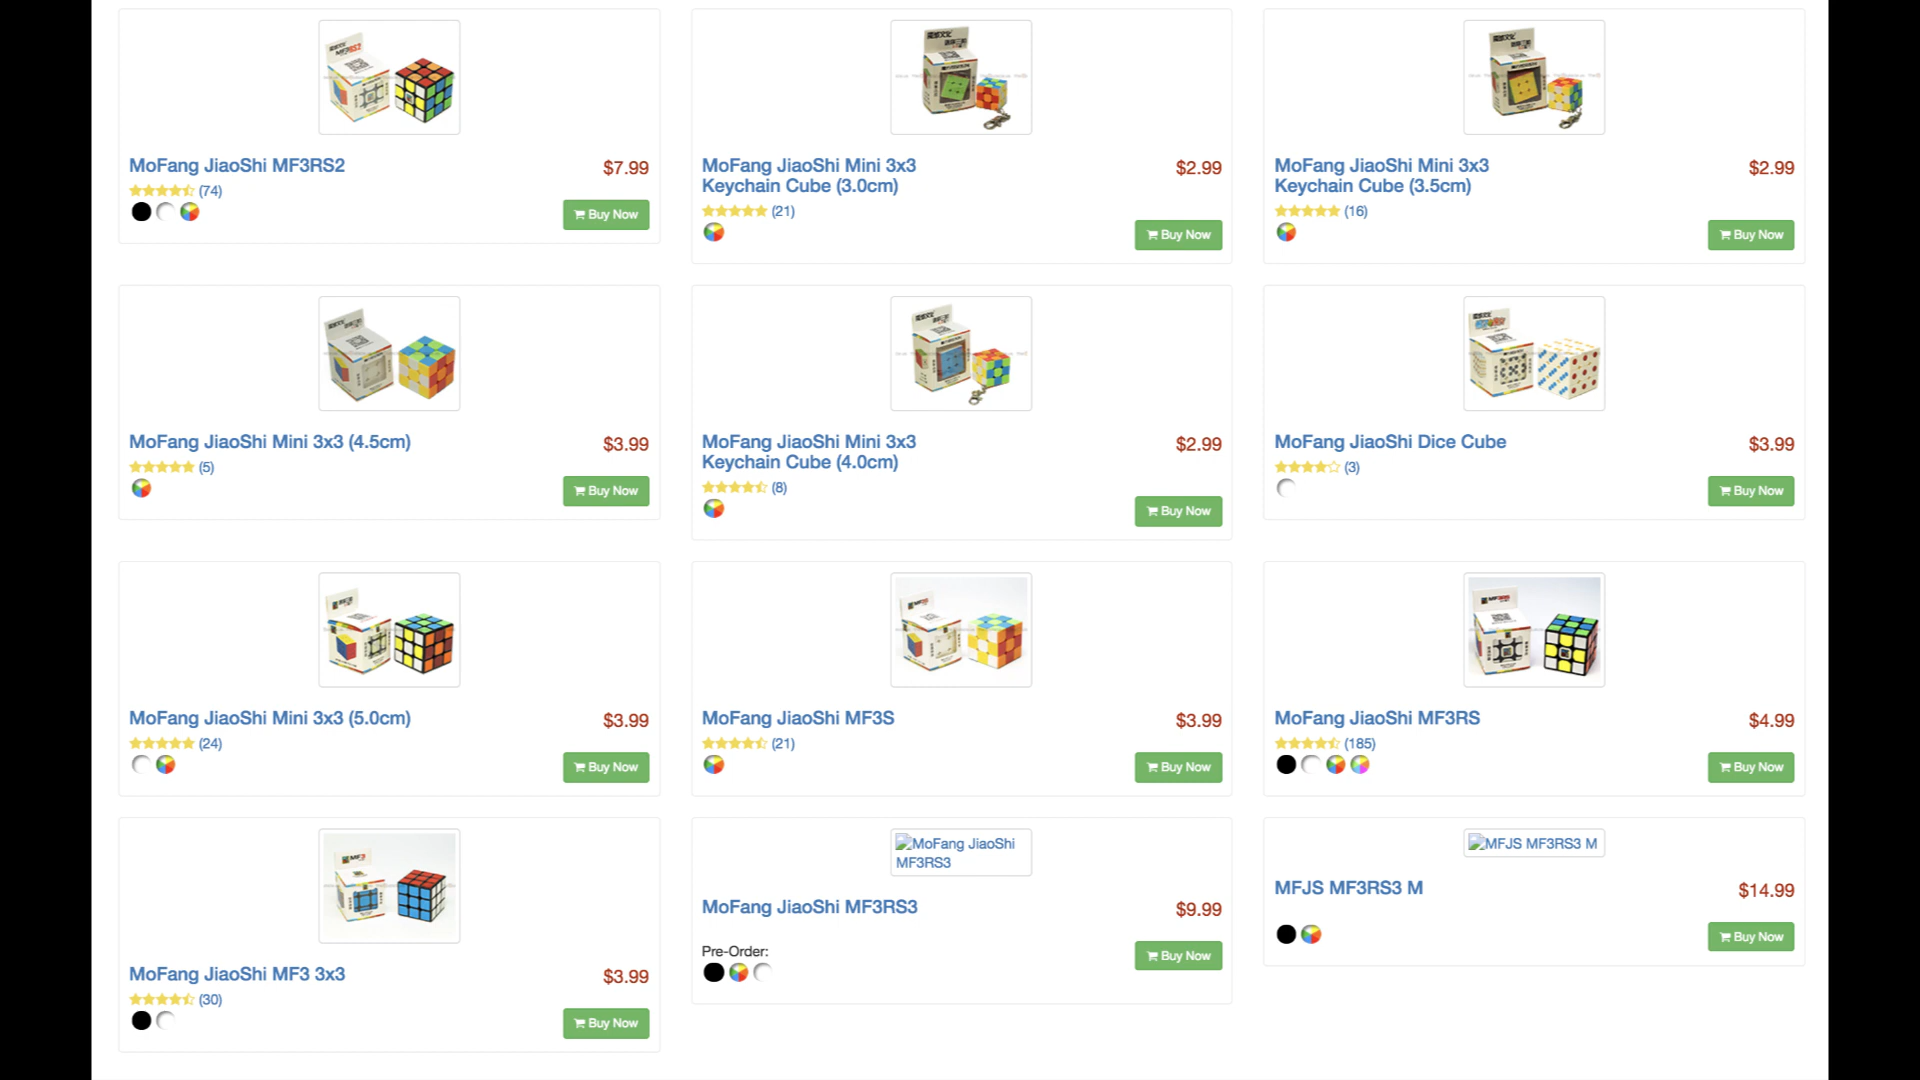 MoFang JiaoShi MF3RS2
$7.99
(74)
Buy Now
MoFang JiaoShi Mini 3x3
Keychain Cube (3.0cm)
$2.99
(21)
Buy Now
MoFang JiaoShi Mini 3x3
Keychain Cube (3.5cm)
$2.99
(16)
Buy Now
MoFang JiaoShi Mini 3x3 (4.5cm)
$3.99
(5)
Buy Now
MoFang JiaoShi Mini 3x3
Keychain Cube (4.0cm)
$2.99
(8)
Buy Now
MoFang JiaoShi Dice Cube
$3.99
(3)
Buy Now
MoFang JiaoShi Mini 3x3 (5.0cm)
$3.99
(24)
Buy Now
MoFang JiaoShi MF3S
$3.99
(21)
Buy Now
MoFang JiaoShi MF3RS
$4.99
(185)
Buy Now
MoFang JiaoShi MF3 3x3
$3.99
(30)
Buy Now
MoFang JiaoShi
MF3RS3
MoFang JiaoShi MF3RS3
$9.99
Pre-Order:
Buy Now
MFJS MF3RS3 M
MFJS MF3RS3 M
$14.99
Buy Now